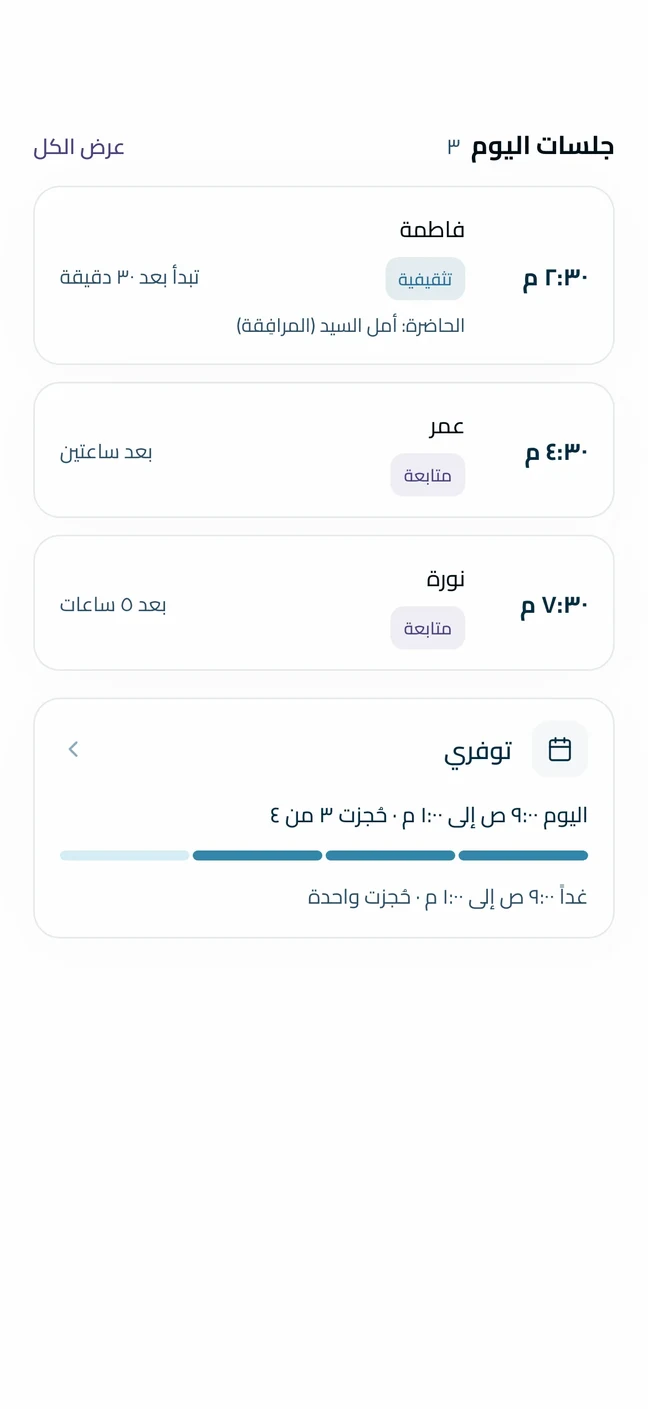 جلسات اليوم ٣
عرض الكل
٢:٣٠ م
فاطمة
تثقيفية
الحاضرة: أمل السيد (المرافِقة)
تبدأ بعد ٣٠ دقيقة
٤:٣٠ م
عمر
متابعة
بعد ساعتين
٧:٣٠ م
نورة
متابعة
بعد ٥ ساعات
توفري
اليوم ٩:٠٠ ص إلى ١:٠٠ م · حُجزت ٣ من ٤
غداً ٩:٠٠ ص إلى ١:٠٠ م · حُجزت واحدة